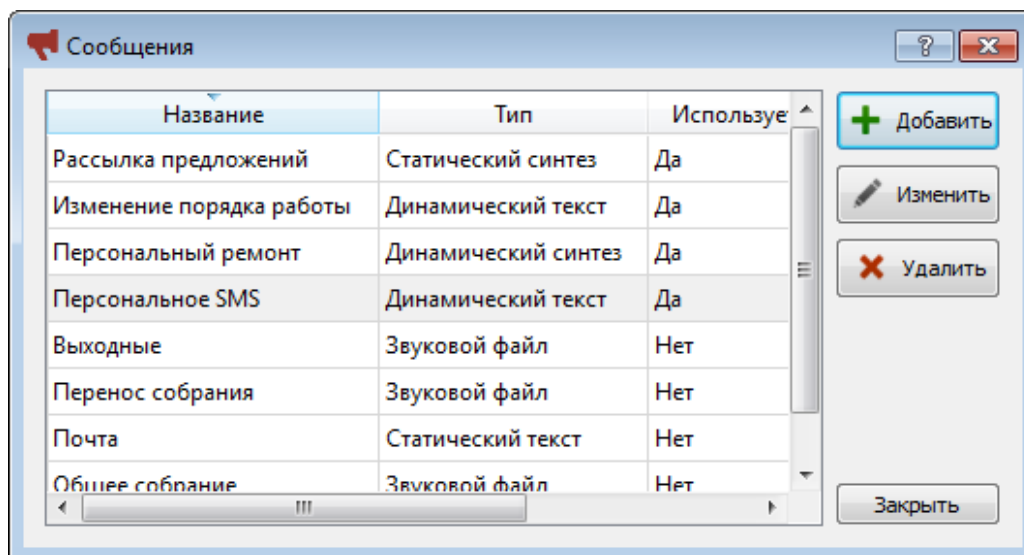 Сообщения
Название Тип Используе
Рассылка предложений Статический синтез Да
Изменение порядка работы Динамический текст Да
Персональный ремонт Динамический синтез Да
Персональное SMS Динамический текст Да
Выходные Звуковой файл Нет
Перенос собрания Звуковой файл Нет
Почта Статический текст Нет
Общее собрание Звуковой файл Нет
Добавить
Изменить
Удалить
Закрыть